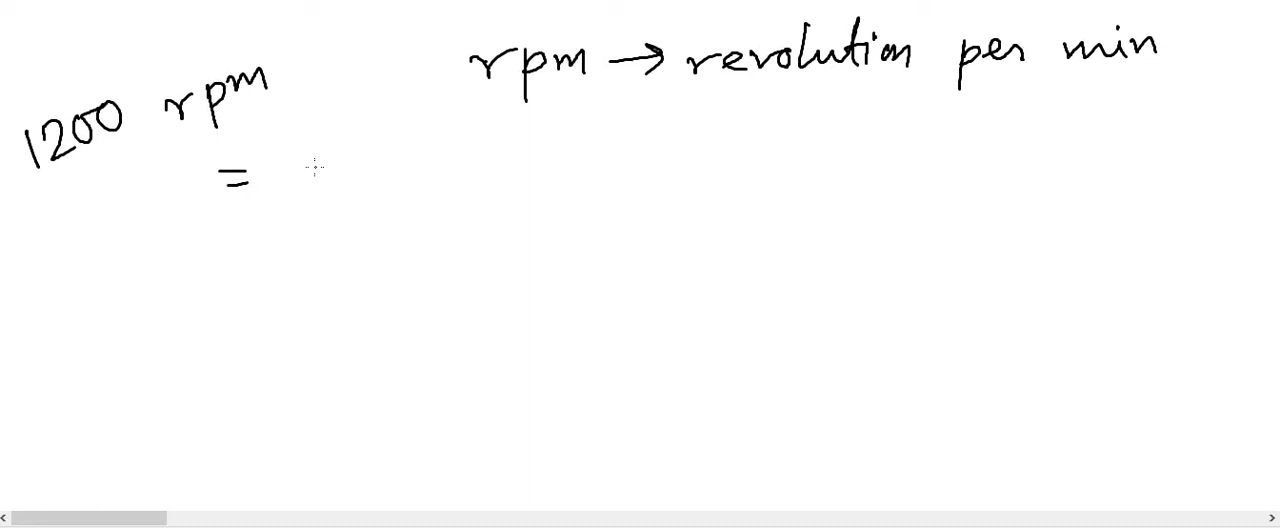 rpm → revolution per min
1200 rpm
=